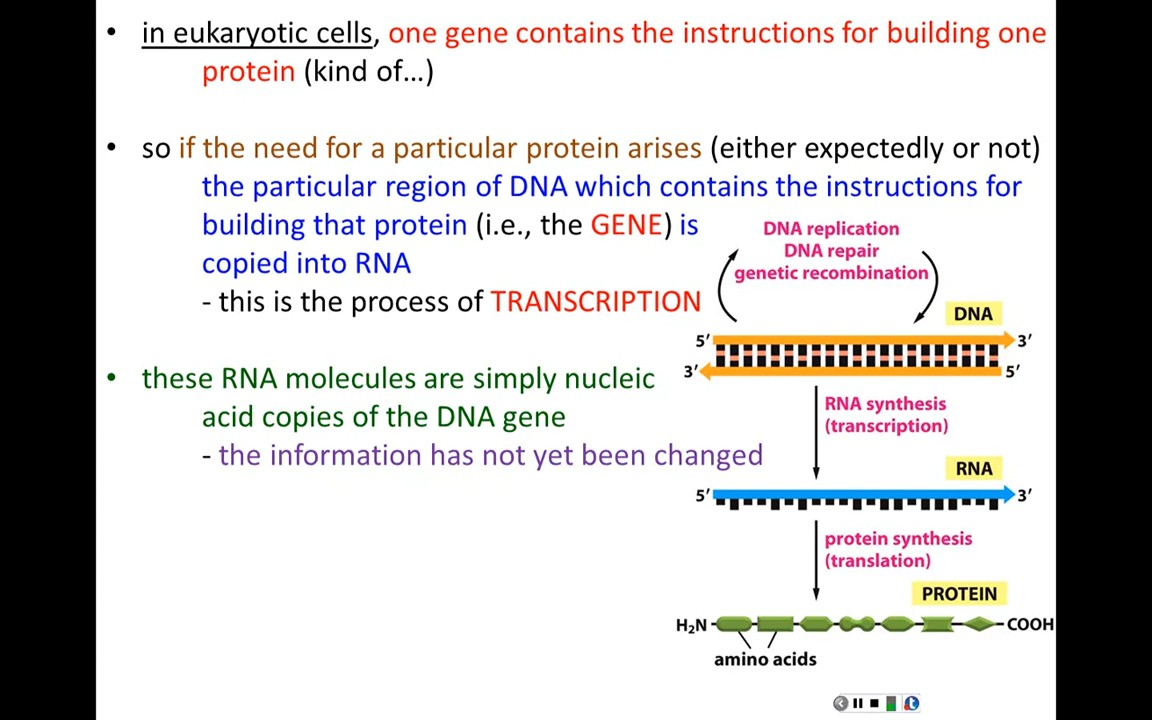 • in eukaryotic cells, one gene contains the instructions for building one
protein (kind of...)
• so if the need for a particular protein arises (either expectedly or not)
the particular region of DNA which contains the instructions for
building that protein (i.e., the GENE) is
copied into RNA
- this is the process of TRANSCRIPTION
• these RNA molecules are simply nucleic
acid copies of the DNA gene
- the information has not yet been changed
DNA replication
DNA repair
genetic recombination
DNA
5′ 3′
3′ 5′
RNA synthesis
(transcription)
RNA
5′ 3′
protein synthesis
(translation)
PROTEIN
H₂N COOH
amino acids